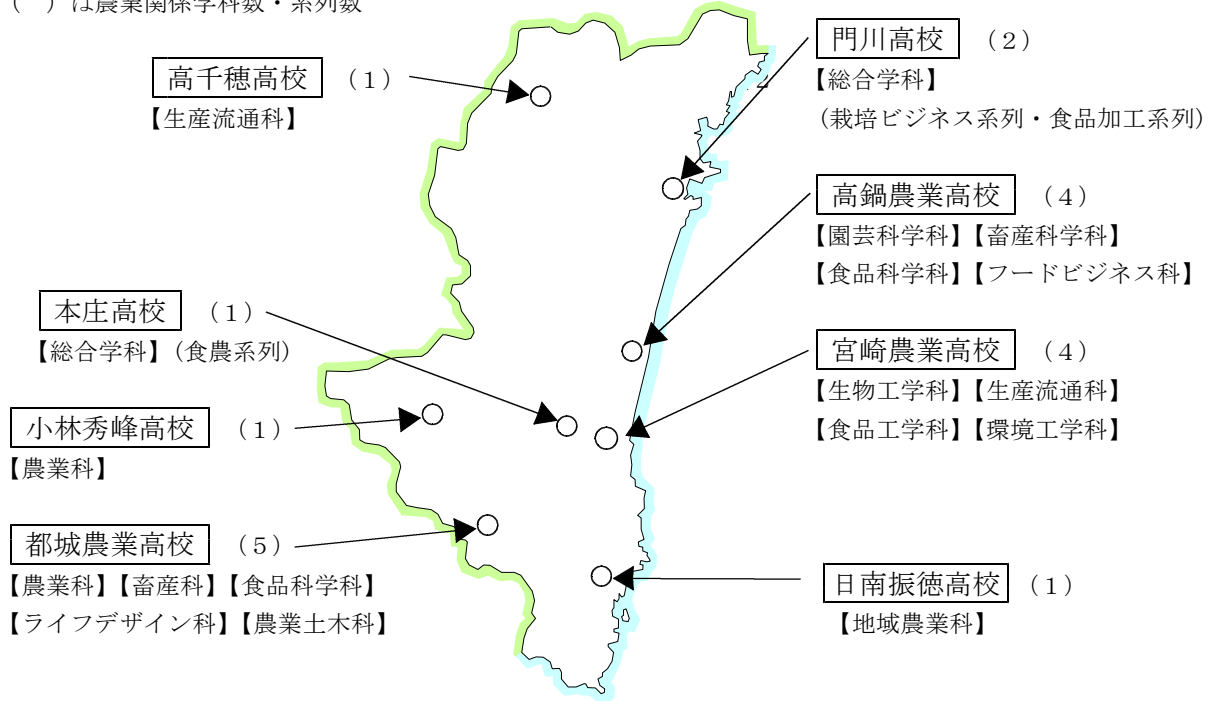 ( )は農業関係学科数・系列数
高千穂高校 (1)
【生産流通科】
門川高校 (2)
【総合学科】
(栽培ビジネス系列・食品加工系列)
高鍋農業高校 (4)
【園芸科学科】【畜産科学科】
【食品科学科】【フードビジネス科】
本庄高校 (1)
【総合学科】(食農系列)
宮崎農業高校 (4)
【生物工学科】【生産流通科】
【食品工学科】【環境工学科】
小林秀峰高校 (1)
【農業科】
都城農業高校 (5)
【農業科】【畜産科】【食品科学科】
【ライフデザイン科】【農業土木科】
日南振徳高校 (1)
【地域農業科】